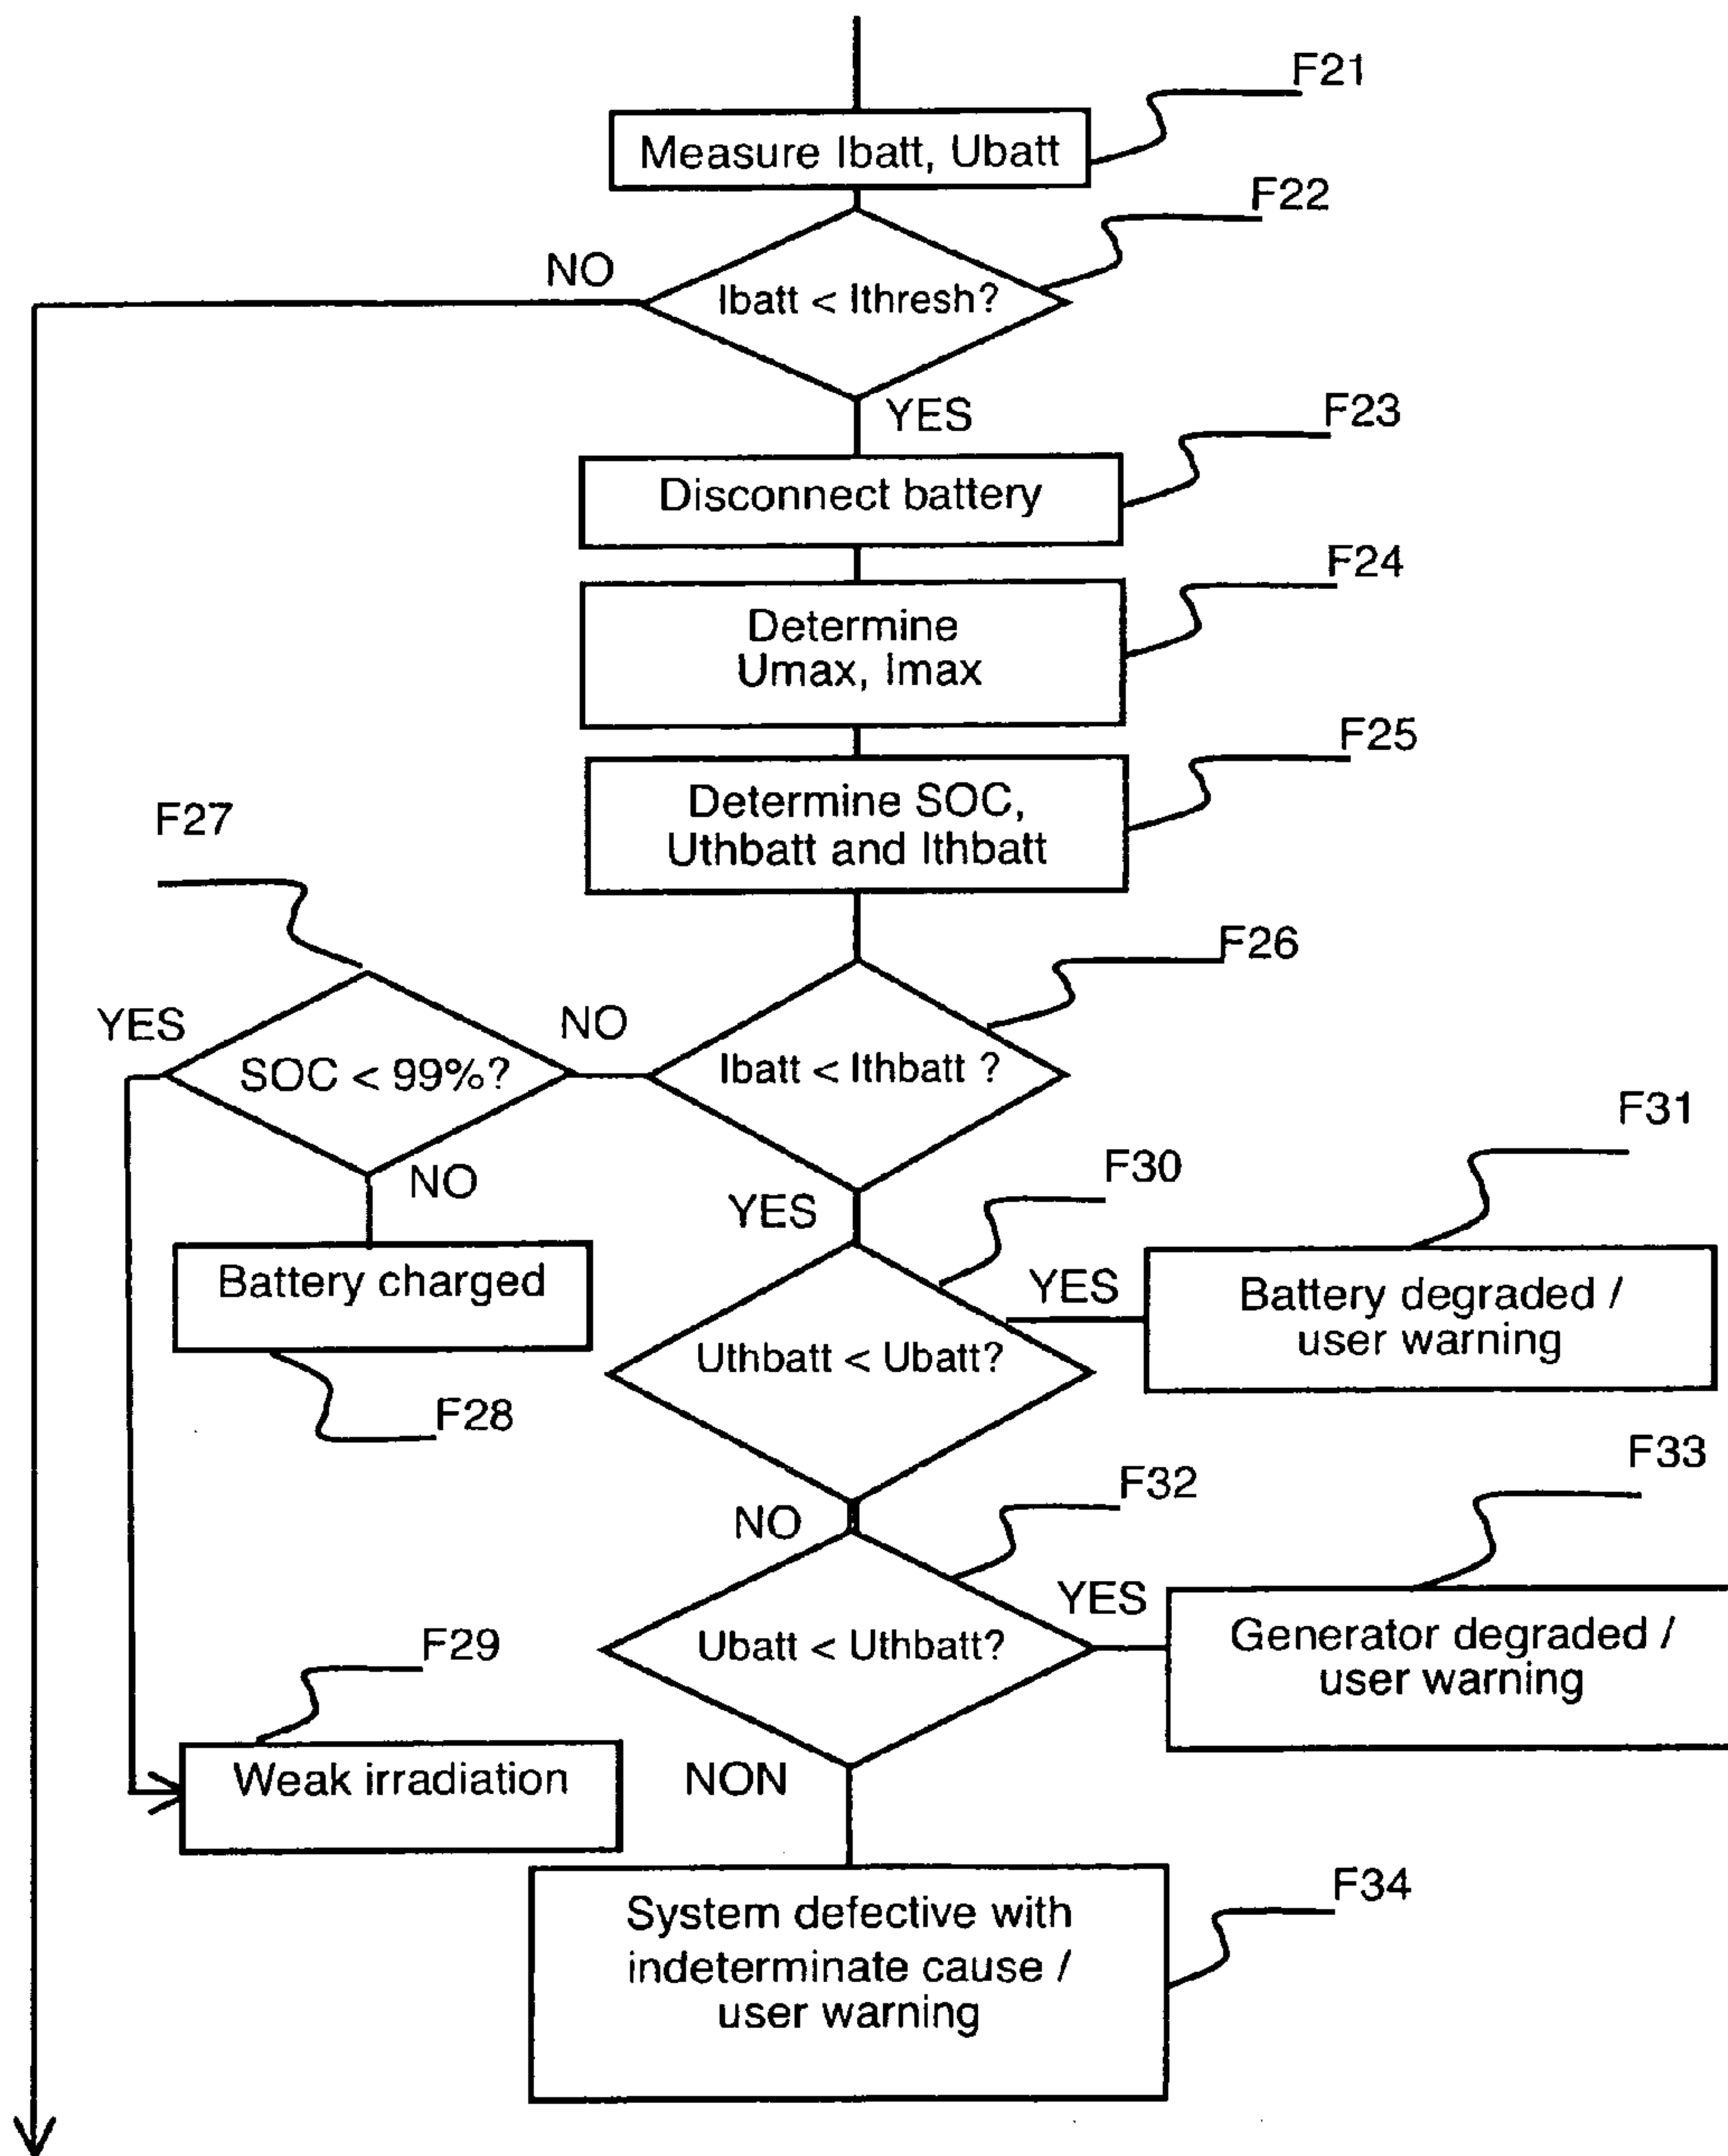 F21
Measure Ibatt, Ubatt
F22
NO
Ibatt < Ithresh?
YES
F23
Disconnect battery
F24
Determine
Umax, Imax
F25
Determine SOC,
Uthbatt and Ithbatt
F27
F26
YES
NO
SOC < 99%?
Ibatt < Ithbatt ?
NO
YES
F31
F30
Battery charged
YES
Battery degraded /
user warning
Uthbatt < Ubatt?
F28
F33
F32
NO
YES
Generator degraded /
user warning
Ubatt < Uthbatt?
F29
Weak irradiation
NON
F34
System defective with
indeterminate cause /
user warning